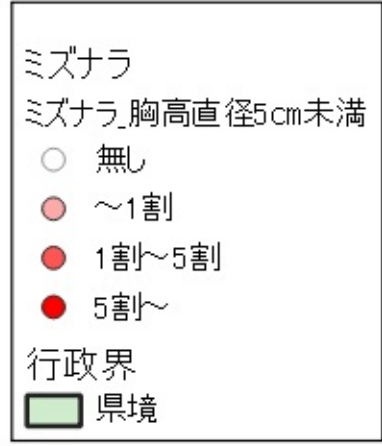 ミズナラ
ミズナラ_胸高直径5cm未満
無し
～1割
1割～5割
5割～
行政界
県境